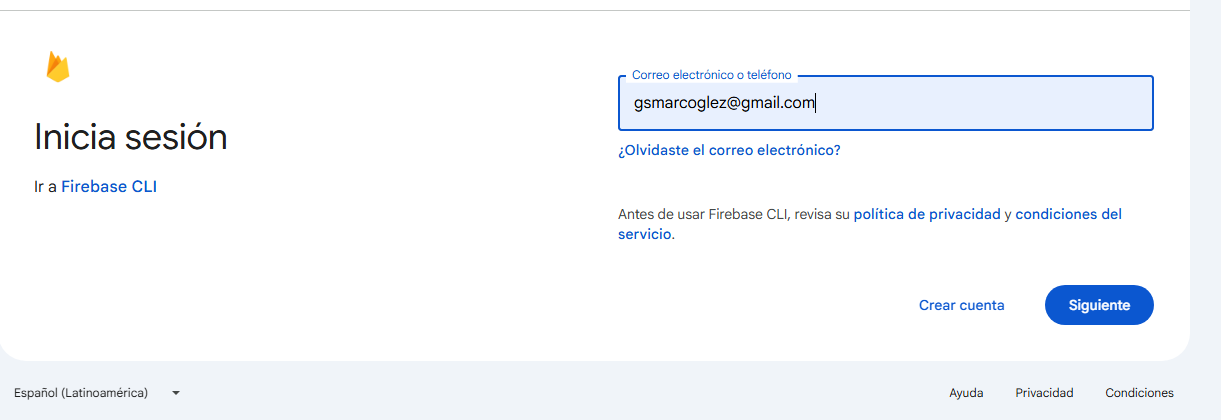 Inicia sesión
Ir a Firebase CLI
Correo electrónico o teléfono
gsmarcoglez@gmail.com
¿Olvidaste el correo electrónico?
Antes de usar Firebase CLI, revisa su política de privacidad y condiciones del
servicio.
Crear cuenta
Siguiente
Español (Latinoamérica)
Ayuda
Privacidad
Condiciones